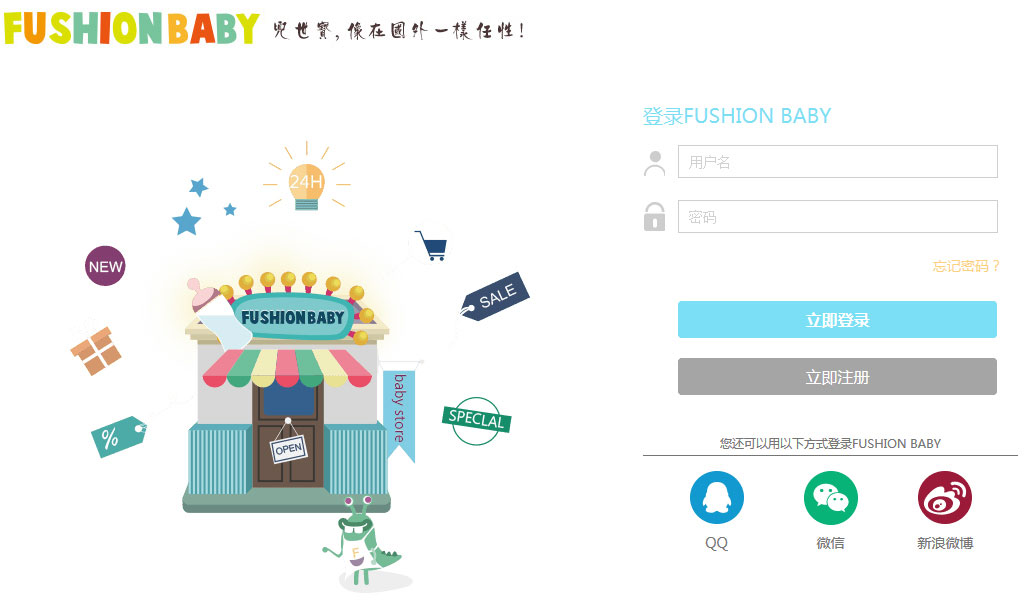 FUSHION BABY 兜世寶,像在國外一樣任性!
登录FUSHION BABY
用户名
密码
忘记密码？
立即登录
立即注册
您还可以用以下方式登录FUSHION BABY
QQ
微信
新浪微博
24H
NEW
SALE
FUSHIONBABY
baby store
%
SPECLAL
OPEN
F